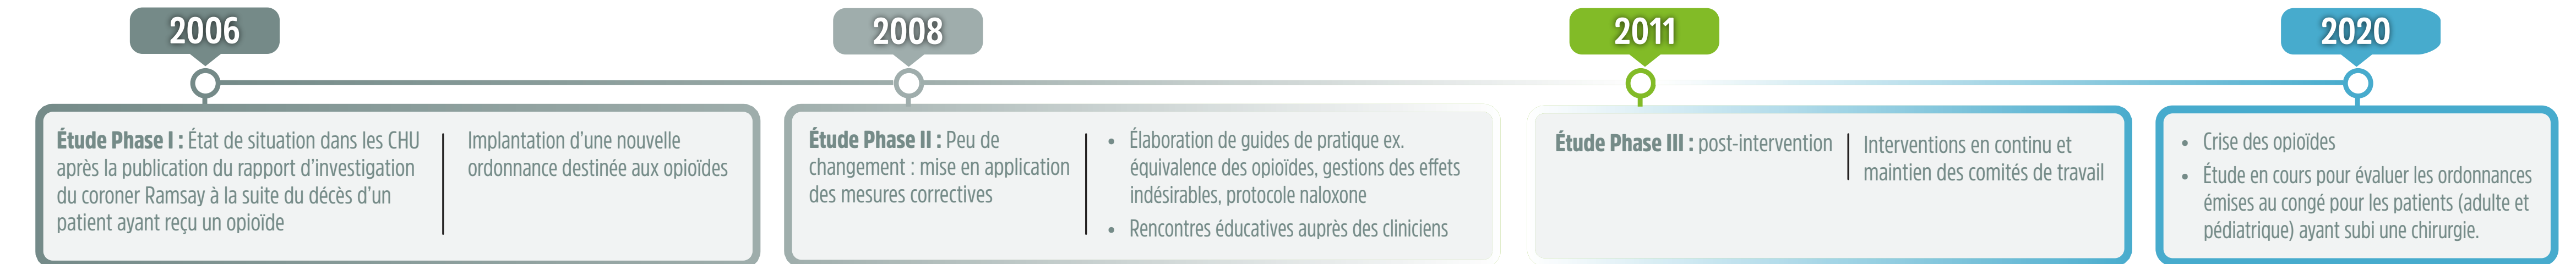 2006
Étude Phase I : État de situation dans les CHU
après la publication du rapport d'investigation
du coroner Ramsay à la suite du décès d'un
patient ayant reçu un opioïde
Implantation d'une nouvelle
ordonnance destinée aux opioïdes
2008
Étude Phase II : Peu de
changement : mise en application
des mesures correctives
• Élaboration de guides de pratique ex.
équivalence des opioïdes, gestions des effets
indésirables, protocole naloxone
• Rencontres éducatives auprès des cliniciens
2011
Étude Phase III : post-intervention
Interventions en continu et
maintien des comités de travail
2020
• Crise des opioïdes
• Étude en cours pour évaluer les ordonnances
émises au congé pour les patients (adulte et
pédiatrique) ayant subi une chirurgie.